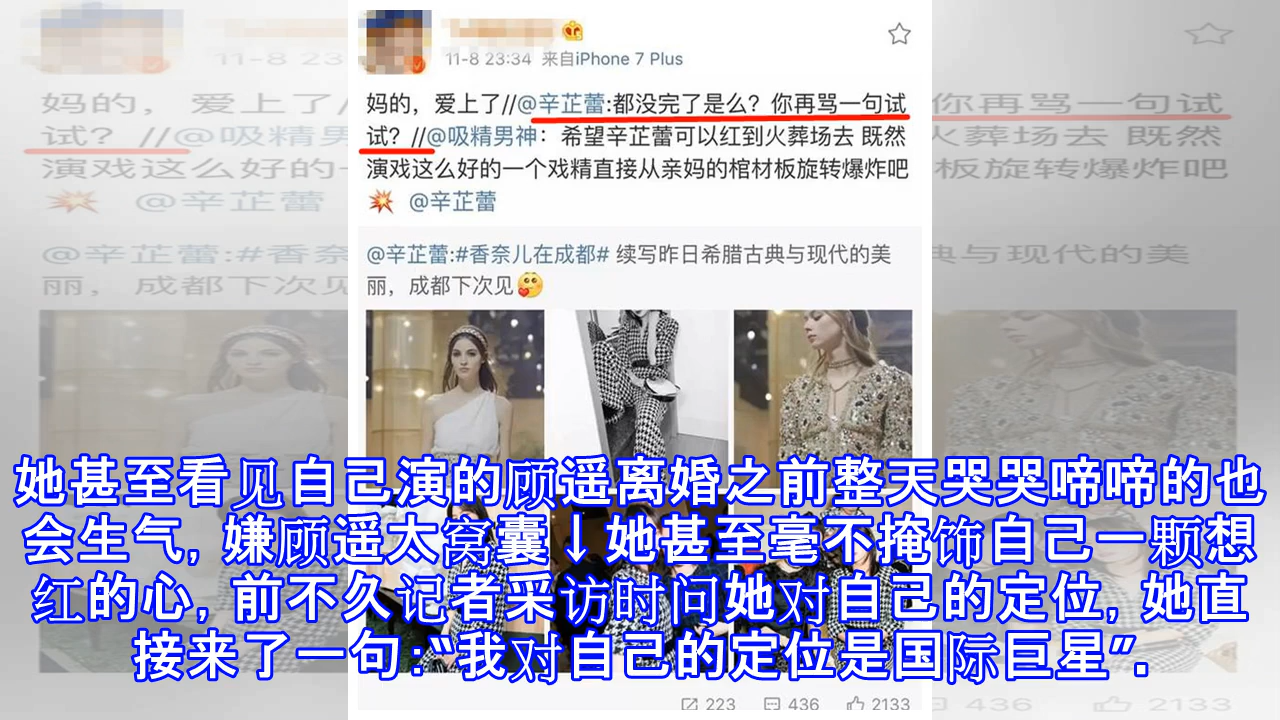 11-8 23:34 来自iPhone 7 Plus
妈的，爱上了//@辛芷蕾:都没完了是么？你再骂一句试
试？//@吸精男神：希望辛芷蕾可以红到火葬场去 既然
演戏这么好的一个戏精直接从亲妈的棺材板旋转爆炸吧
@辛芷蕾
@辛芷蕾:#香奈儿在成都# 续写昨日希腊古典与现代的美
丽，成都下次见
她甚至看见自己演的顾遥离婚之前整天哭哭啼啼的也
会生气,嫌顾遥太窝囊↓她甚至毫不掩饰自己一颗想
红的心,前不久记者采访时问她对自己的定位,她直
接来了一句:“我对自己的定位是国际巨星”.
223 436 2133